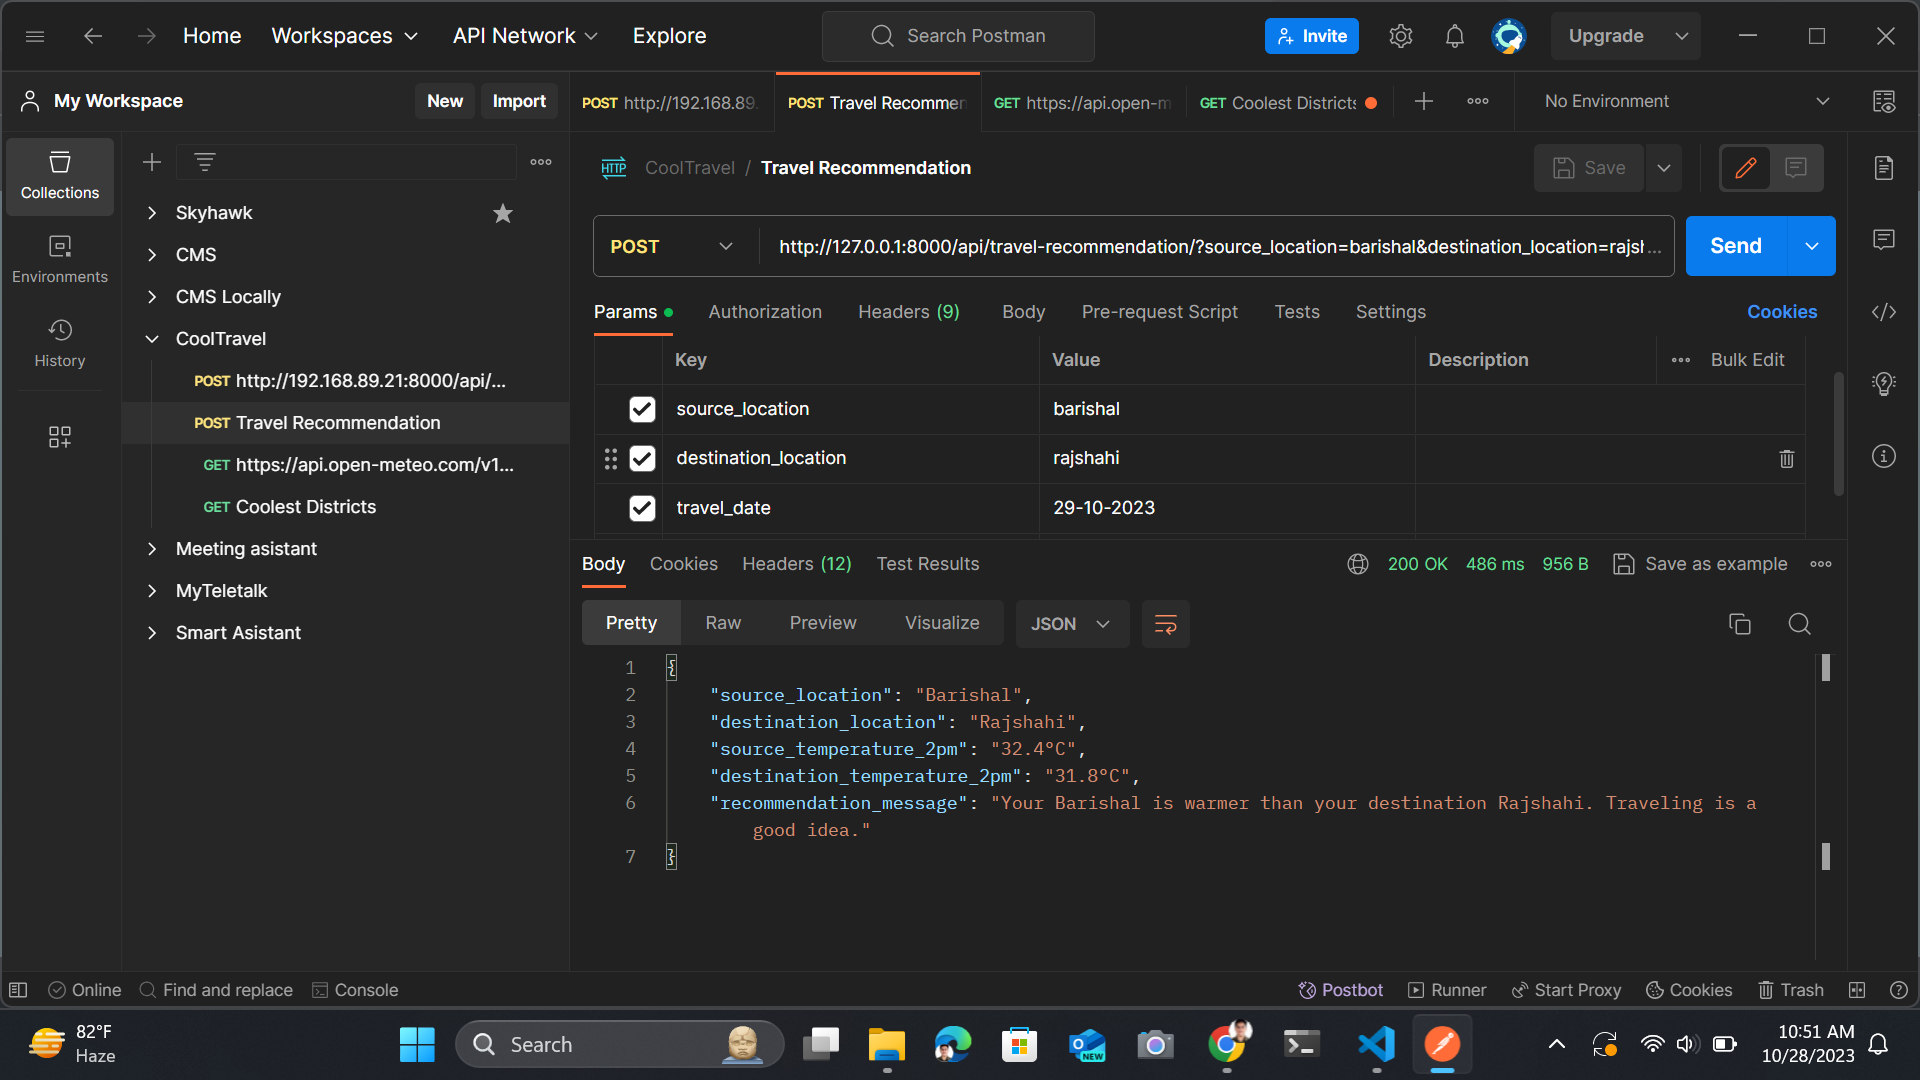 Home Workspaces API Network Explore Search Postman Invite Upgrade
My Workspace New Import
POST http://192.168.89. POST Travel Recommen GET https://api.open-m GET Coolest Districts No Environment
Collections
Environments
History
Skyhawk
CMS
CMS Locally
CoolTravel
POST http://192.168.89.21:8000/api/...
POST Travel Recommendation
GET https://api.open-meteo.com/v1...
GET Coolest Districts
Meeting asistant
MyTeletalk
Smart Asistant
HTTP CoolTravel / Travel Recommendation Save
POST http://127.0.0.1:8000/api/travel-recommendation/?source_location=barishal&destination_location=rajsh... Send
Params Authorization Headers (9) Body Pre-request Script Tests Settings Cookies
Key Value Description Bulk Edit
source_location barishal
destination_location rajshahi
travel_date 29-10-2023
Body Cookies Headers (12) Test Results 200 OK 486 ms 956 B Save as example
Pretty Raw Preview Visualize JSON
1 {
2 "source_location": "Barishal",
3 "destination_location": "Rajshahi",
4 "source_temperature_2pm": "32.4°C",
5 "destination_temperature_2pm": "31.8°C",
6 "recommendation_message": "Your Barishal is warmer than your destination Rajshahi. Traveling is a
good idea."
7 }
Online Find and replace Console Postbot Runner Start Proxy Cookies Trash
82°F
Haze
Search
NEW
10:51 AM
10/28/2023